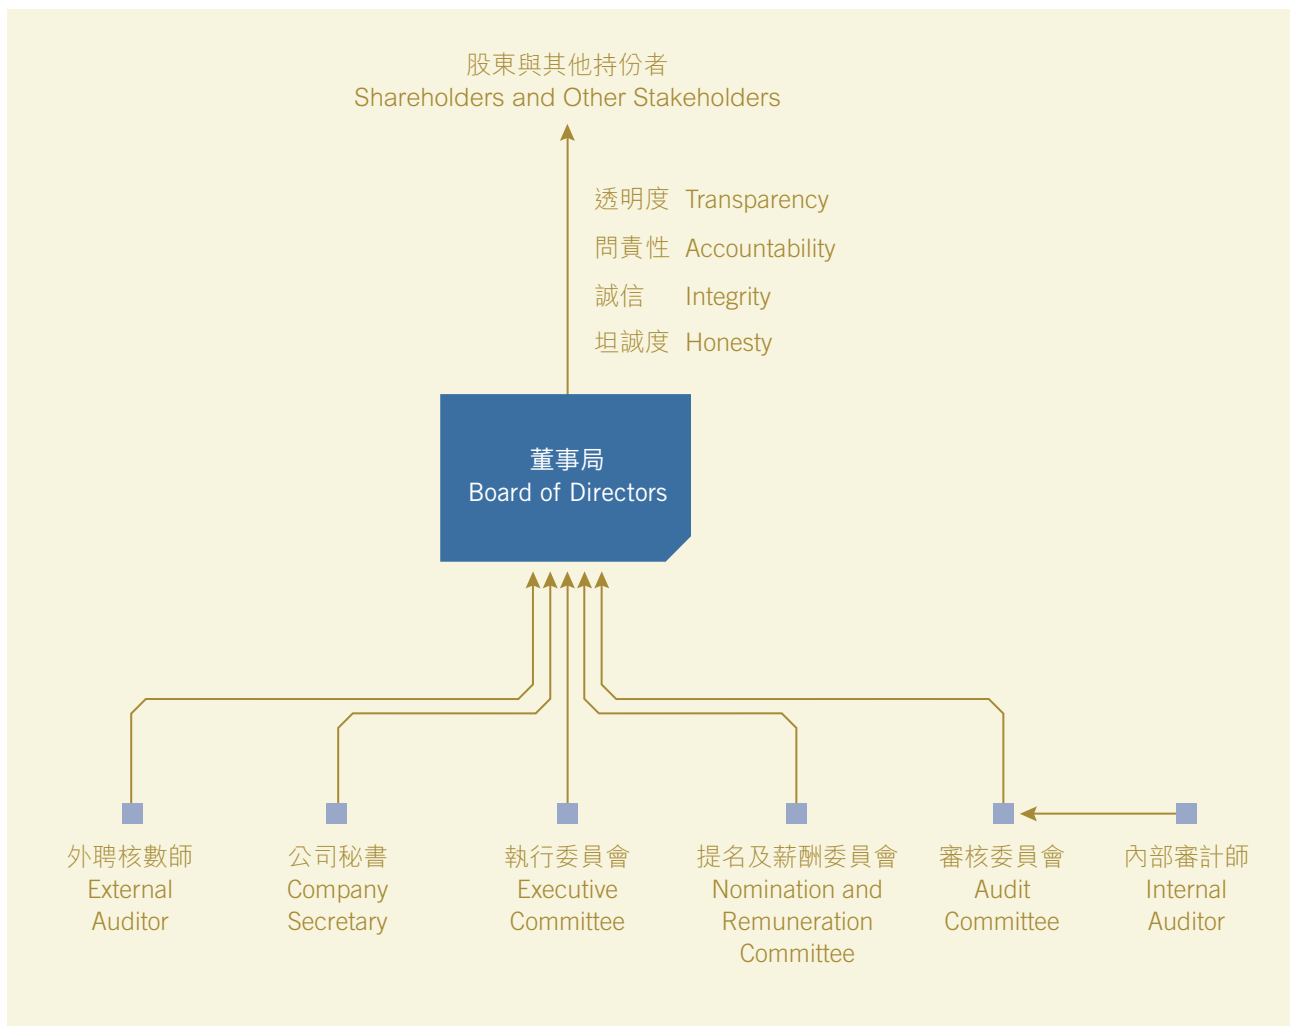 股東與其他持份者
Shareholders and Other Stakeholders
透明度 Transparency
問責性 Accountability
誠信 Integrity
坦誠度 Honesty
董事局
Board of Directors
外聘核數師
External
Auditor
公司秘書
Company
Secretary
執行委員會
Executive
Committee
提名及薪酬委員會
Nomination and
Remuneration
Committee
審核委員會
Audit
Committee
內部審計師
Internal
Auditor